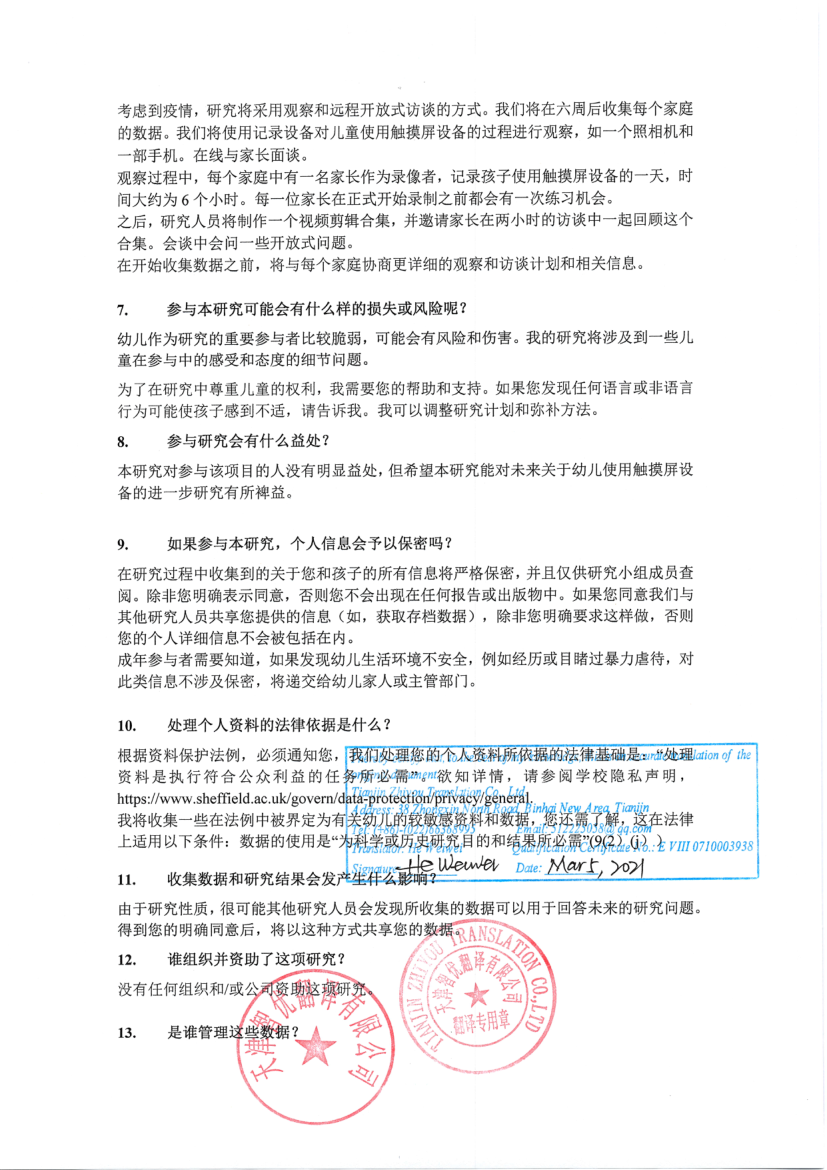 考虑到疫情，研究将采用观察和远程开放式访谈的方式。我们将在六周后收集每个家庭
的数据。我们将使用记录设备对儿童使用触摸屏设备的过程进行观察，如一个照相机和
一部手机。在线与家长面谈。
观察过程中，每个家庭中有一名家长作为录像者，记录孩子使用触摸屏设备的一天，时
间大约为 6 个小时。每一位家长在正式开始录制之前都会有一次练习机会。
之后，研究人员将制作一个视频剪辑合集，并邀请家长在两小时的访谈中一起回顾这个
合集。会谈中会问一些开放式问题。
在开始收集数据之前，将与每个家庭协商更详细的观察和访谈计划和相关信息。
7. 参与本研究可能会有什么样的损失或风险呢？
幼儿作为研究的重要参与者比较脆弱，可能会有风险和伤害。我的研究将涉及到一些儿
童在参与中的感受和态度的细节问题。
为了在研究中尊重儿童的权利，我需要您的帮助和支持。如果您发现任何语言或非语言
行为可能使孩子感到不适，请告诉我。我可以调整研究计划和弥补方法。
8. 参与研究会有什么益处？
本研究对参与该项目的人没有明显益处，但希望本研究能对未来关于幼儿使用触摸屏设
备的进一步研究有所裨益。
9. 如果参与本研究，个人信息会予以保密吗？
在研究过程中收集到的关于您和孩子的所有信息将严格保密，并且仅供研究小组成员查
阅。除非您明确表示同意，否则您不会出现在任何报告或出版物中。如果您同意我们与
其他研究人员共享您提供的信息（如，获取存档数据），除非您明确要求这样做，否则
您的个人详细信息不会被包括在内。
成年参与者需要知道，如果发现幼儿生活环境不安全，例如经历或目睹过暴力虐待，对
此类信息不涉及保密，将递交给幼儿家人或主管部门。
10. 处理个人资料的法律依据是什么？
根据资料保护法例，必须通知您，我们处理您的个人资料所依据的法律基础是："处理
资料是执行符合公众利益的任务所必需"。欲知详情，请参阅学校隐私声明，
https://www.sheffield.ac.uk/govern/data-protection/privacy/general.
我将收集一些在法例中被界定为有关幼儿的较敏感资料和数据，您还需了解，这在法律
上适用以下条件：数据的使用是"为科学或历史研究目的和结果所必需"(9(2)（j）)
translation of the
Tianjin Zhiyou Translation Co., Ltd.
Address: 38 Zhongxin North Road, Binhai New Area, Tianjin
Translator: He Weiwei Qualification Certificate No.: E VIII 0710003938
Signature: He Weiwei Date: Mar 5, 2021
11. 收集数据和研究结果会发产生什么影响？
由于研究性质，很可能其他研究人员会发现所收集的数据可以用于回答未来的研究问题。
得到您的明确同意后，将以这种方式共享您的数据。
12. 谁组织并资助了这项研究？
没有任何组织和/或公司资助这项研究。
13. 是谁管理这些数据？
天津智优翻译有限公司
TIANJIN ZHIYOU TRANSLATION CO.,LTD
天津智优翻译有限公司
翻译专用章